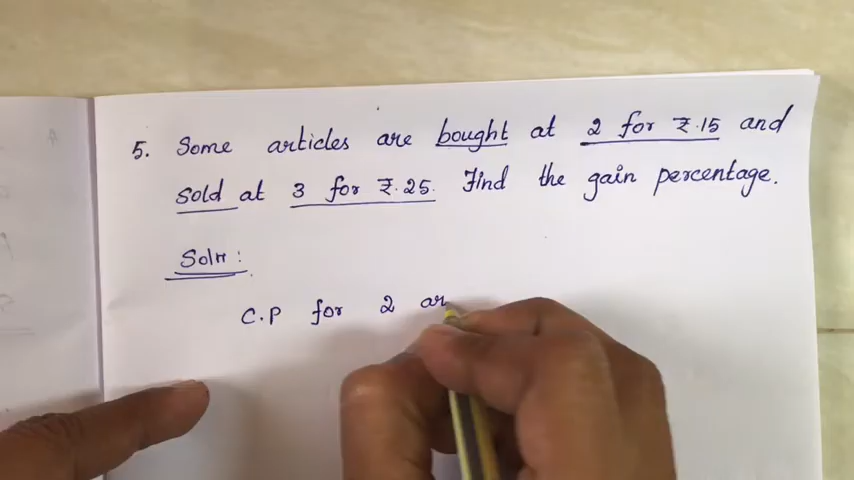 5. Some articles are bought at 2 for ₹.15 and
sold at 3 for ₹.25. Find the gain percentage.
Soln:
C.P for 2 ar